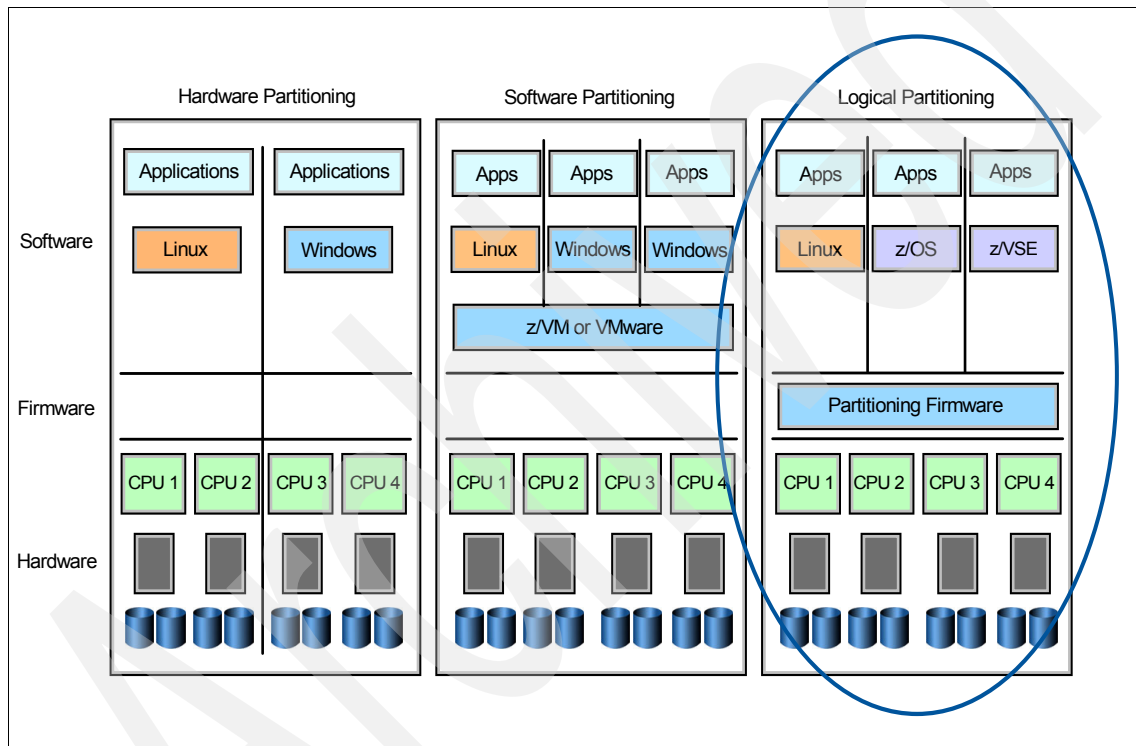 Hardware Partitioning
Software Partitioning
Logical Partitioning
Software
Firmware
Hardware
Applications
Applications
Linux
Windows
CPU 1
CPU 2
CPU 3
CPU 4
Apps
Apps
Apps
Linux
Windows
Windows
z/VM or VMware
CPU 1
CPU 2
CPU 3
CPU 4
Apps
Apps
Apps
Linux
z/OS
z/VSE
Partitioning Firmware
CPU 1
CPU 2
CPU 3
CPU 4
Archived